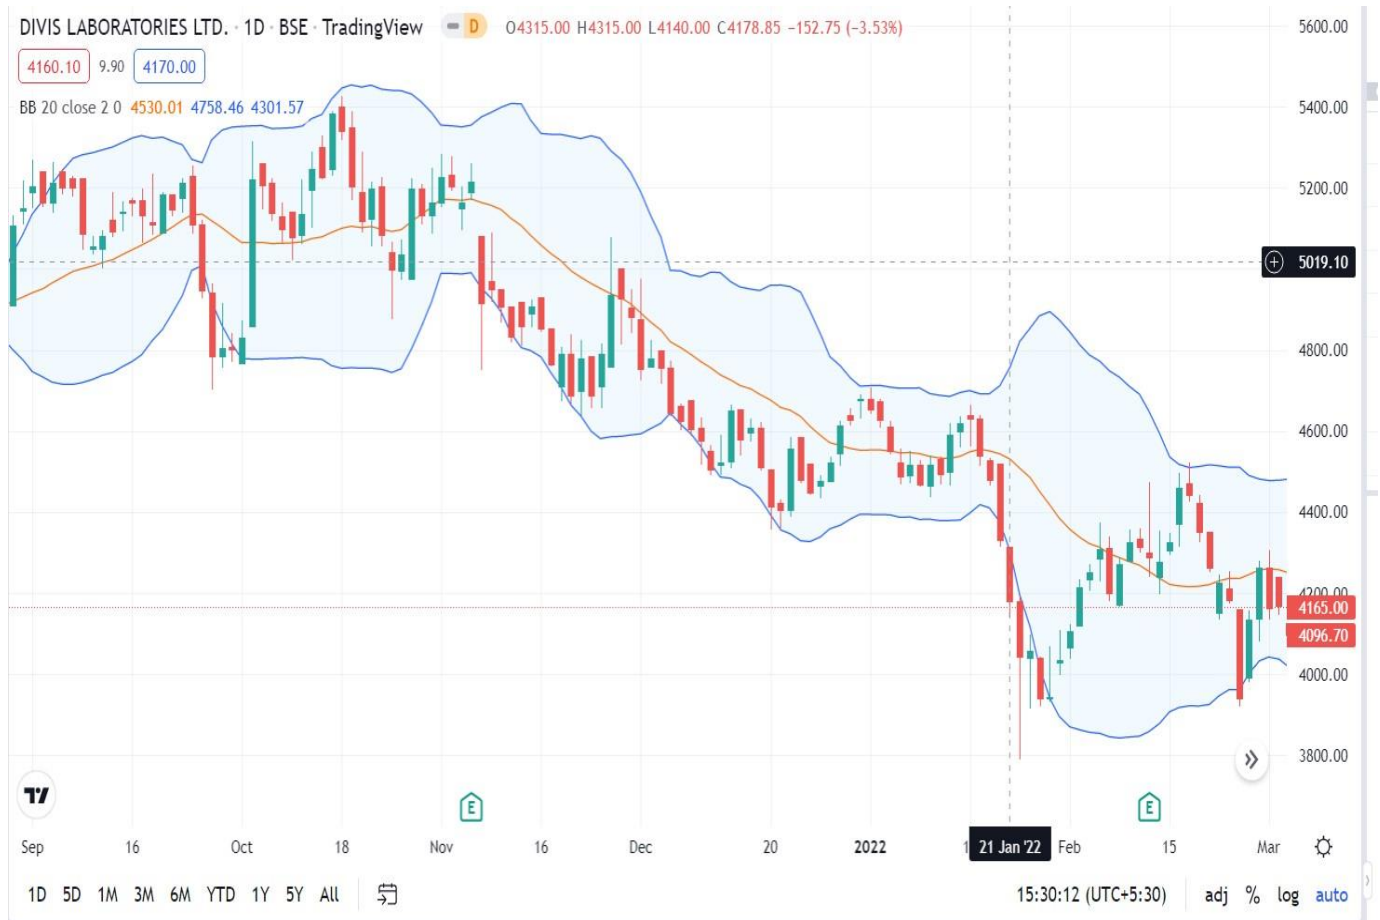 DIVIS LABORATORIES LTD. · 1D · BSE · TradingView D O4315.00 H4315.00 L4140.00 C4178.85 −152.75 (−3.53%)
4160.10 9.90 4170.00
BB 20 close 2 0 4530.01 4758.46 4301.57
5600.00
5400.00
5200.00
5019.10
4800.00
4600.00
4400.00
4200.00
4165.00
4096.70
4000.00
3800.00
E E
Sep 16 Oct 18 Nov 16 Dec 20 2022 21 Jan '22 Feb 15 Mar
1D 5D 1M 3M 6M YTD 1Y 5Y All 15:30:12 (UTC+5:30) adj % log auto